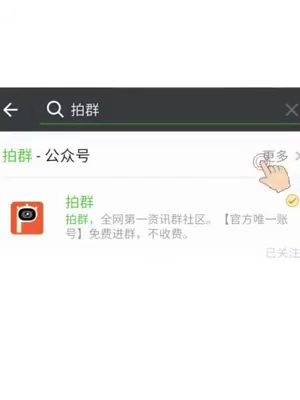 拍群
拍群 - 公众号
更多
拍群
拍群，全网第一资讯群社区。【官方唯一账
号】免费进群，不收费。
已关注